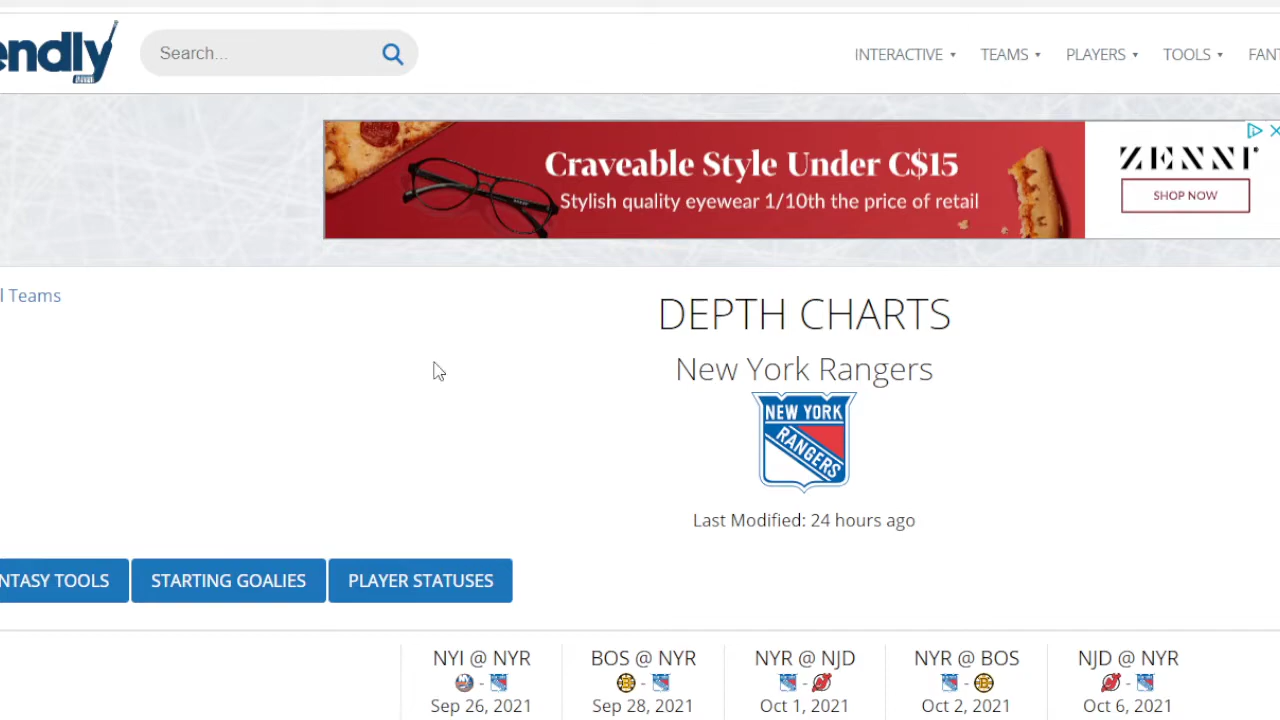 endly
Search...
INTERACTIVE
TEAMS
PLAYERS
TOOLS
FANT
Craveable Style Under C$15
Stylish quality eyewear 1/10th the price of retail
ZENNI
SHOP NOW
l Teams
DEPTH CHARTS
New York Rangers
NEW YORK
RANGERS
Last Modified: 24 hours ago
NTASY TOOLS
STARTING GOALIES
PLAYER STATUSES
NYI @ NYR
BOS @ NYR
NYR @ NJD
NYR @ BOS
NJD @ NYR
-
-
-
-
-
Sep 26, 2021
Sep 28, 2021
Oct 1, 2021
Oct 2, 2021
Oct 6, 2021